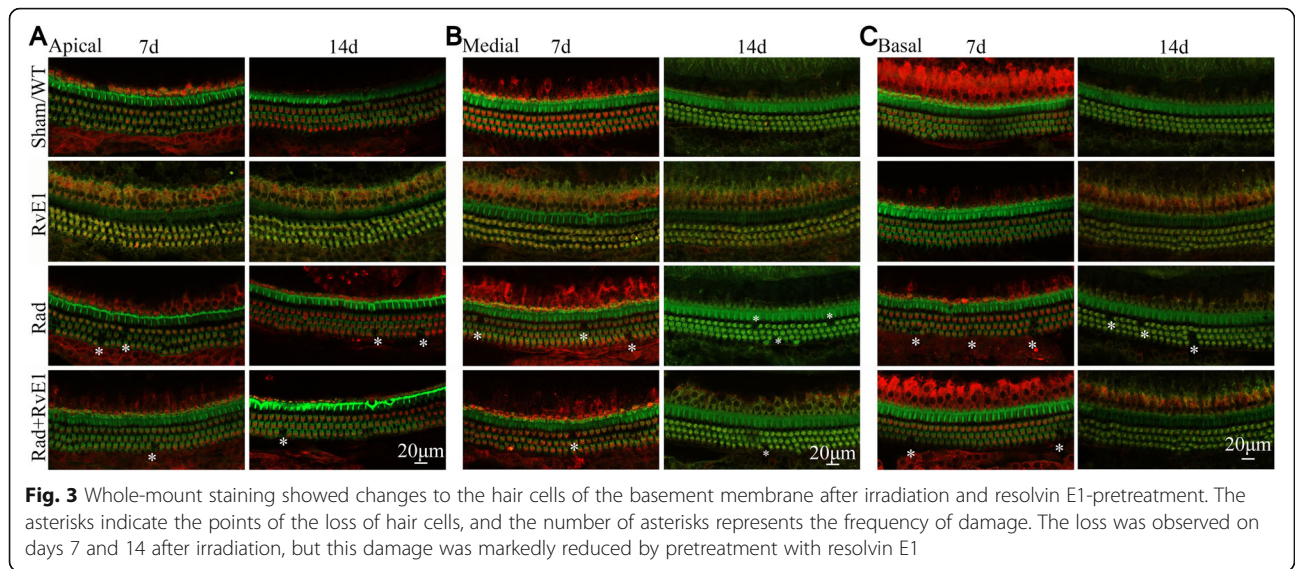 A Apical 7d 14d B Medial 7d 14d C Basal 7d 14d
Sham/WT
RvE1
Rad
* * * * * * * * * * * * * * * *
Rad+RvE1
* * * * * *
20μm 20μm 20μm
Fig. 3 Whole-mount staining showed changes to the hair cells of the basement membrane after irradiation and resolvin E1-pretreatment. The
asterisks indicate the points of the loss of hair cells, and the number of asterisks represents the frequency of damage. The loss was observed on
days 7 and 14 after irradiation, but this damage was markedly reduced by pretreatment with resolvin E1